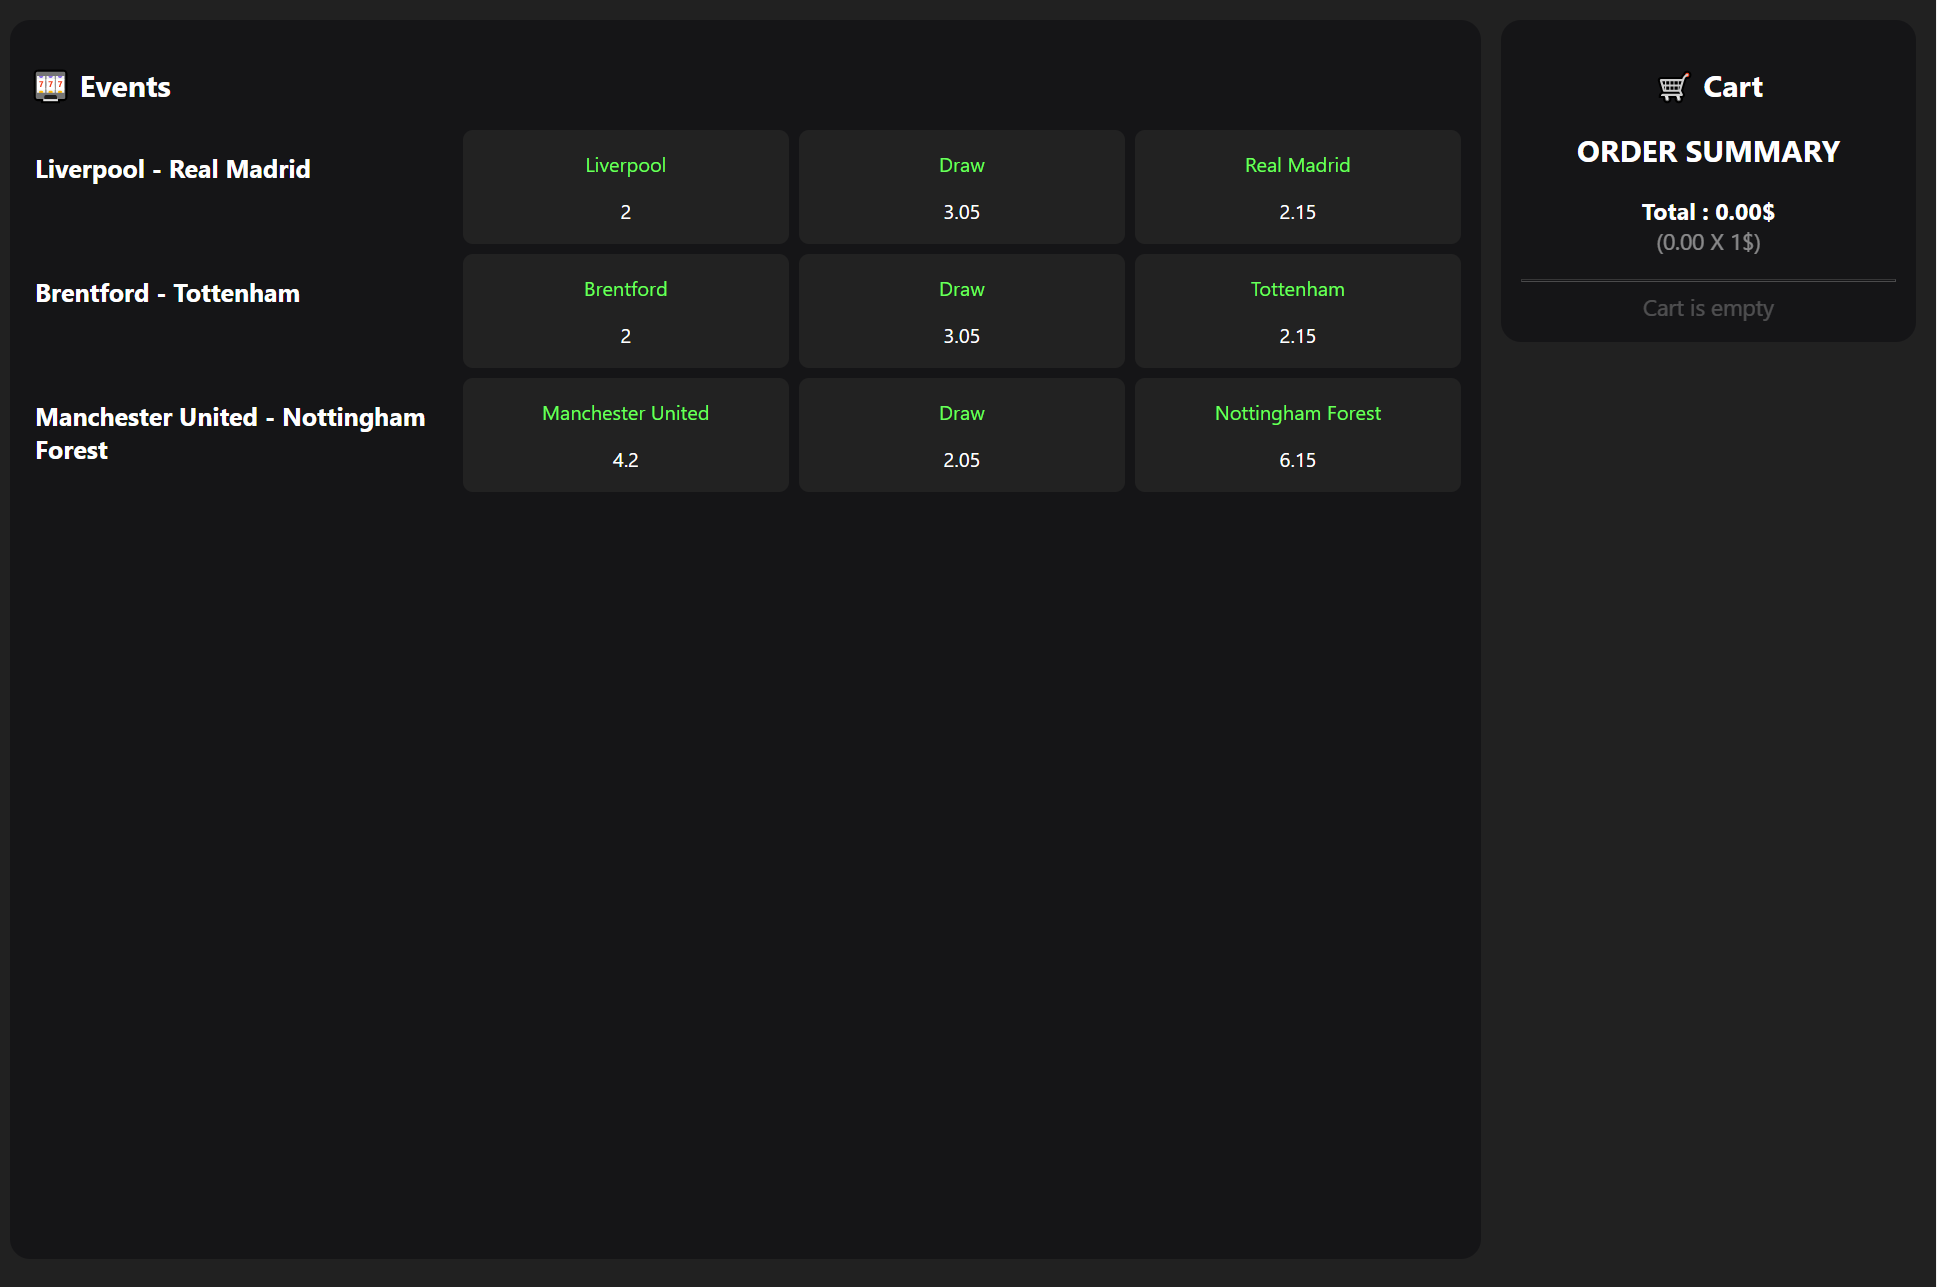 Events
Liverpool - Real Madrid
Liverpool
2
Draw
3.05
Real Madrid
2.15
Brentford - Tottenham
Brentford
2
Draw
3.05
Tottenham
2.15
Manchester United - Nottingham
Forest
Manchester United
4.2
Draw
2.05
Nottingham Forest
6.15
Cart
ORDER SUMMARY
Total : 0.00$
(0.00 X 1$)
Cart is empty